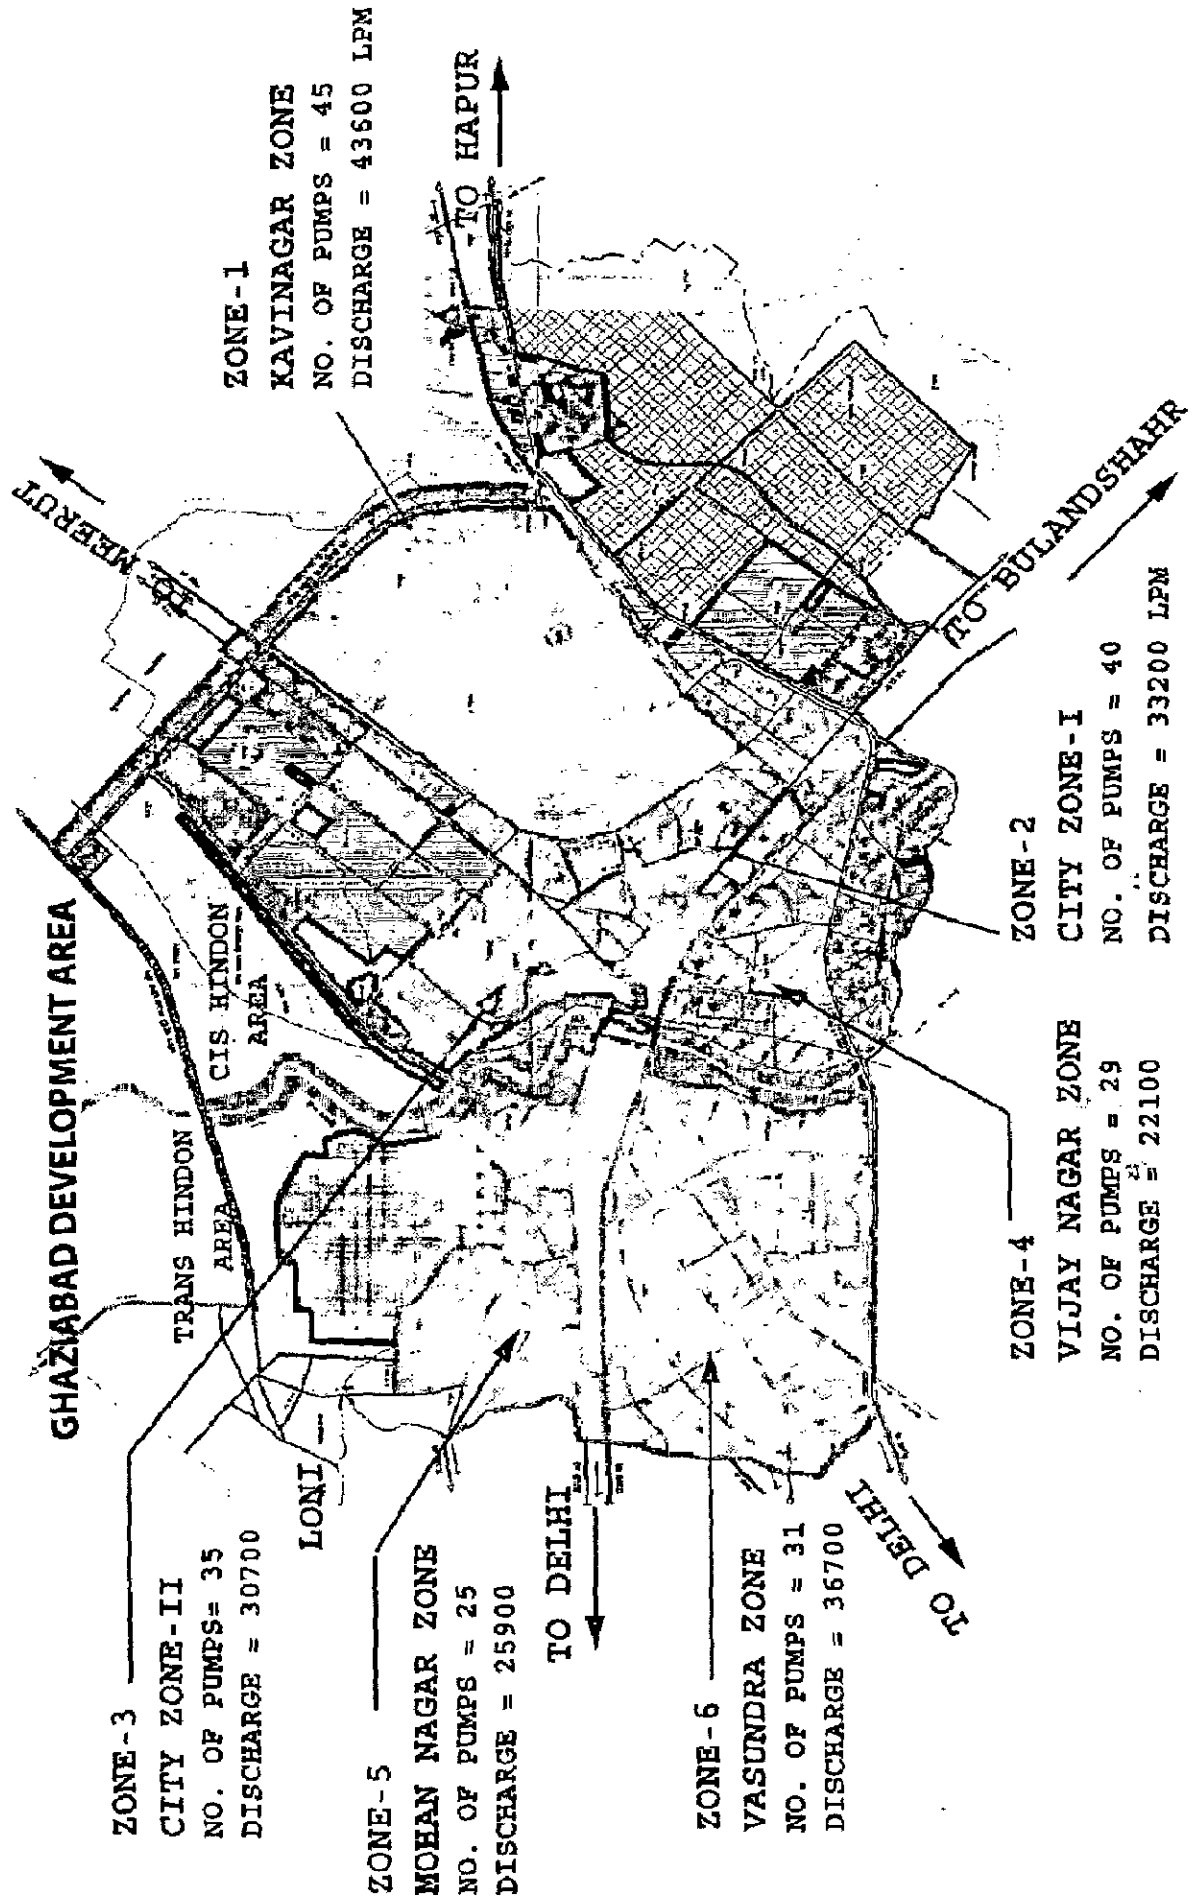 GHAZIABAD DEVELOPMENT AREA
TO MEERUT
ZONE-1
KAVINAGAR ZONE
NO. OF PUMPS = 45
DISCHARGE = 43600 LPM
TO HAPUR
CIS HINDON
AREA
TRANS HINDON
AREA
ZONE-3
CITY ZONE-II
NO. OF PUMPS= 35
DISCHARGE = 30700
LONI
ZONE-5
MOHAN NAGAR ZONE
NO. OF PUMPS = 25
DISCHARGE = 25900
TO DELHI
ZONE-6
VASUNDRA ZONE
NO. OF PUMPS = 31
DISCHARGE = 36700
TO DELHI
ZONE-4
VIJAY NAGAR ZONE
NO. OF PUMPS = 29
DISCHARGE = 22100
ZONE-2
CITY ZONE-I
NO. OF PUMPS = 40
DISCHARGE = 33200 LPM
TO BULANDSHAHR